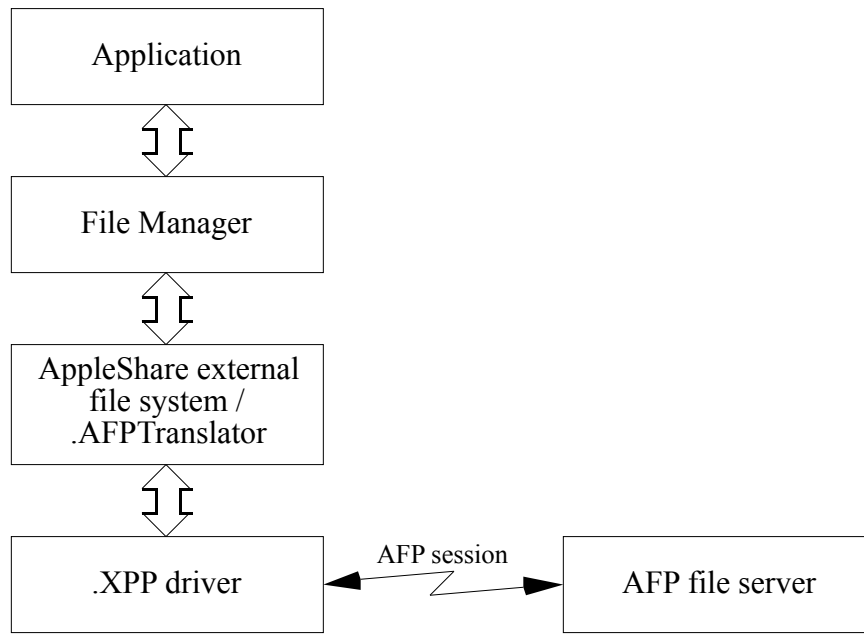 Application
File Manager
AppleShare external
file system /
.AFPTranslator
.XPP driver
AFP session
AFP file server